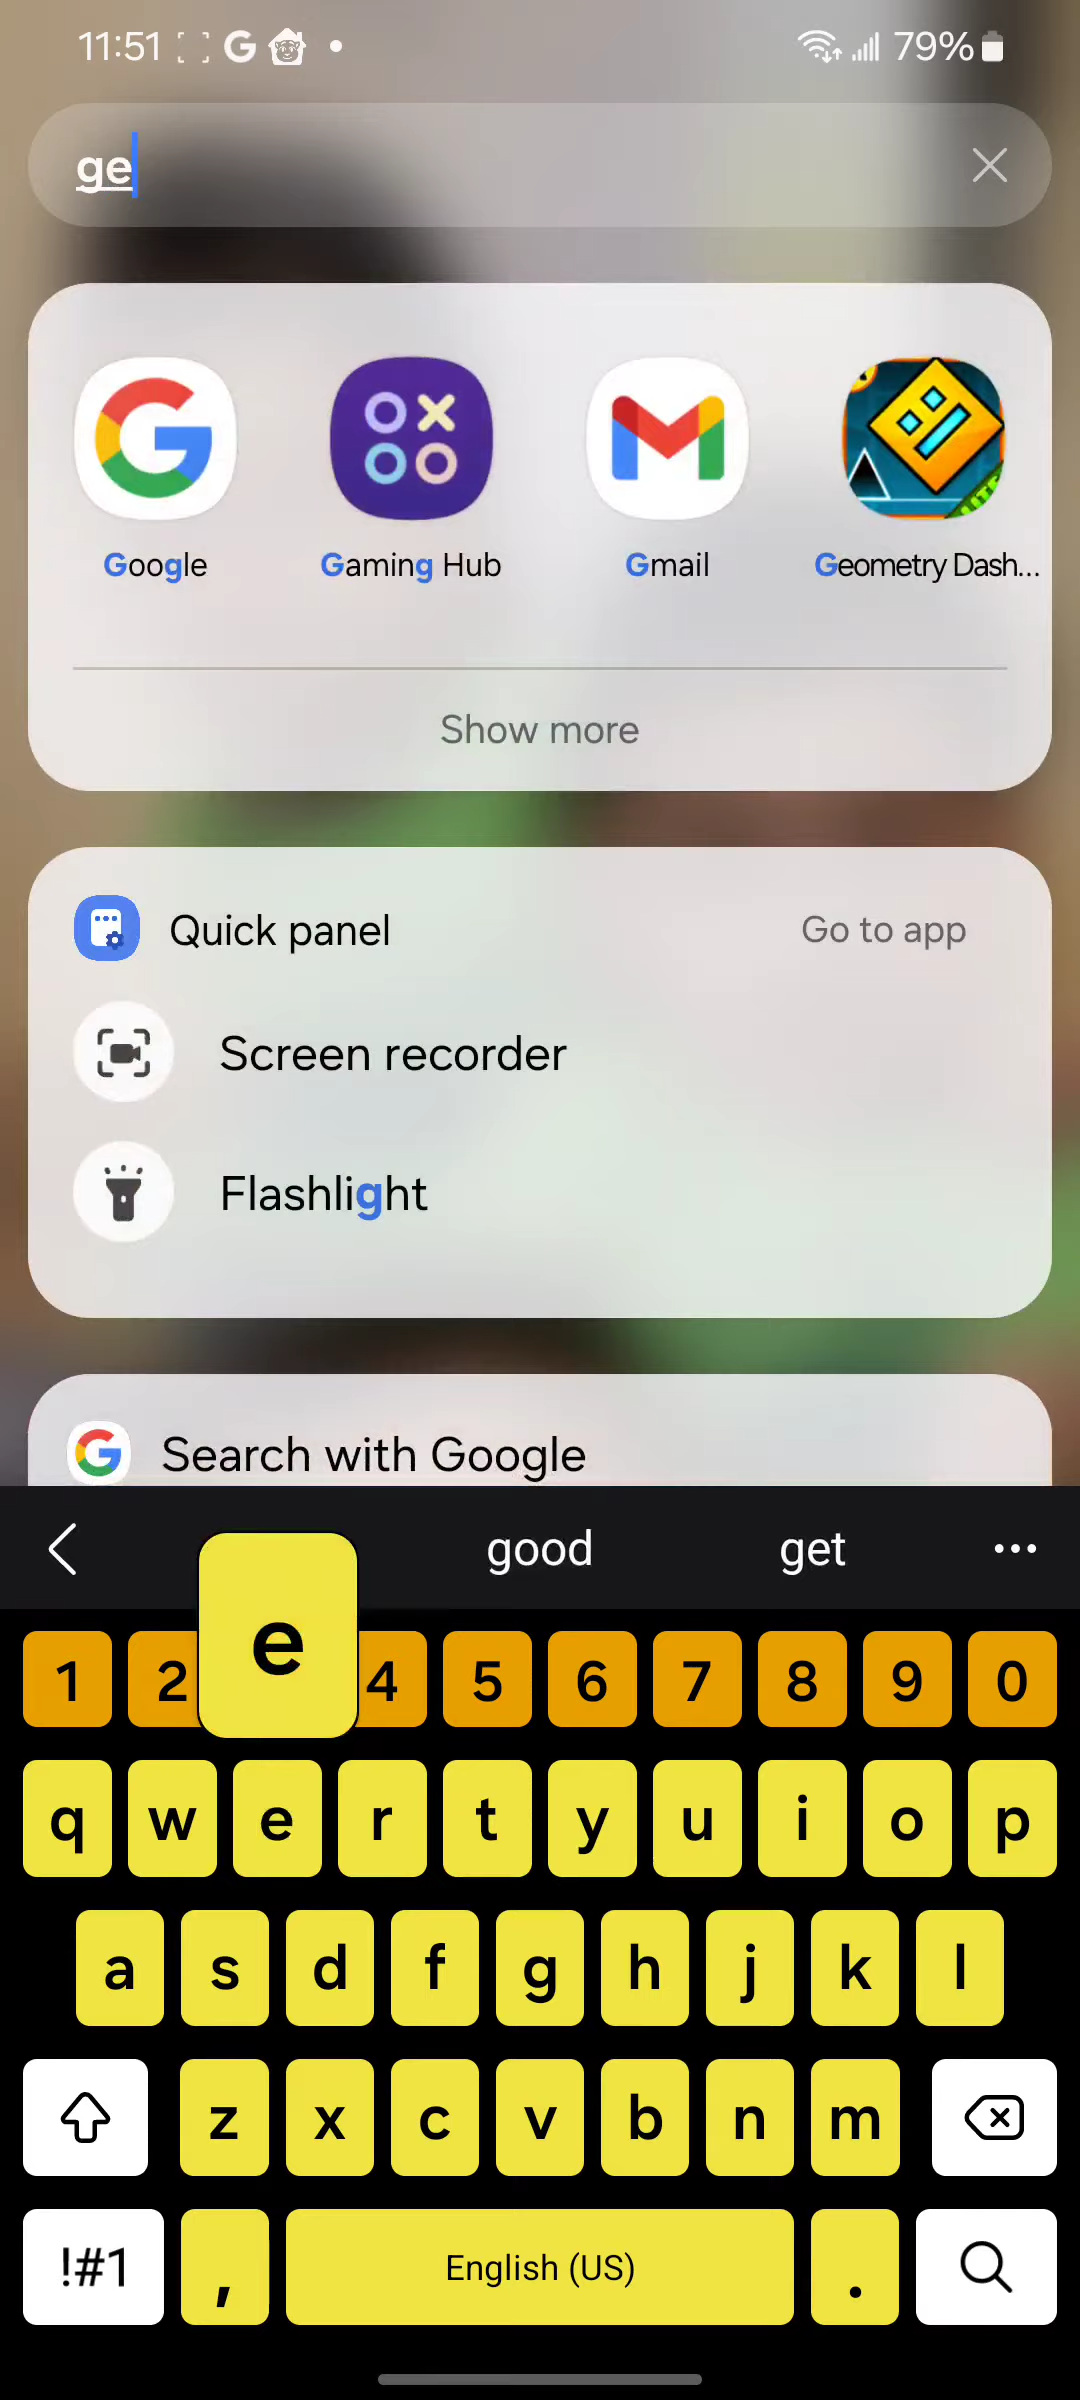 11:51 G 79%
ge
Google Gaming Hub Gmail Geometry Dash...
Show more
Quick panel Go to app
Screen recorder
Flashlight
Search with Google
good get
e
1 2 4 5 6 7 8 9 0
q w e r t y u i o p
a s d f g h j k l
z x c v b n m
!#1 , English (US) .